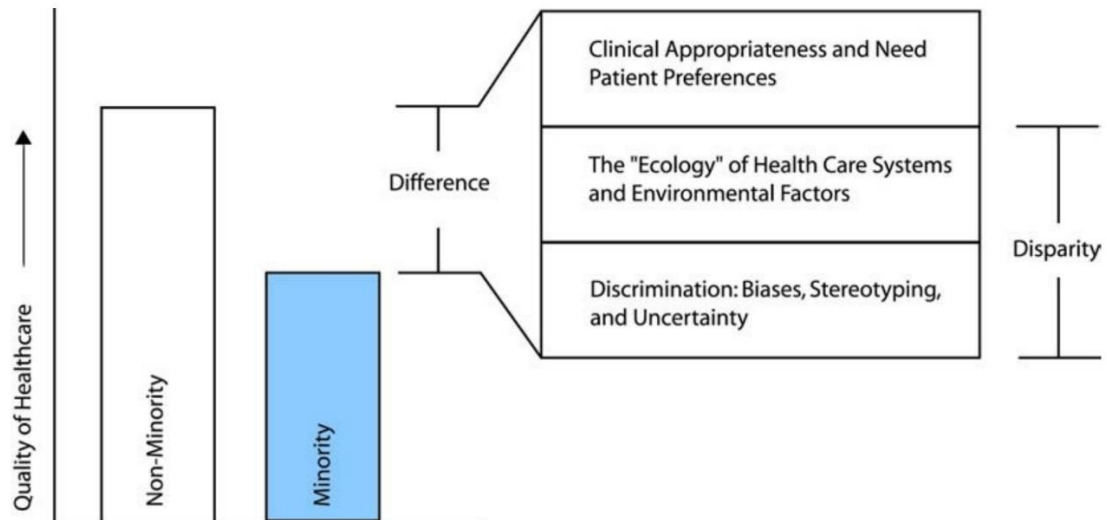 Quality of Healthcare
Non-Minority
Minority
Difference
Clinical Appropriateness and Need
Patient Preferences
The "Ecology" of Health Care Systems
and Environmental Factors
Discrimination: Biases, Stereotyping,
and Uncertainty
Disparity